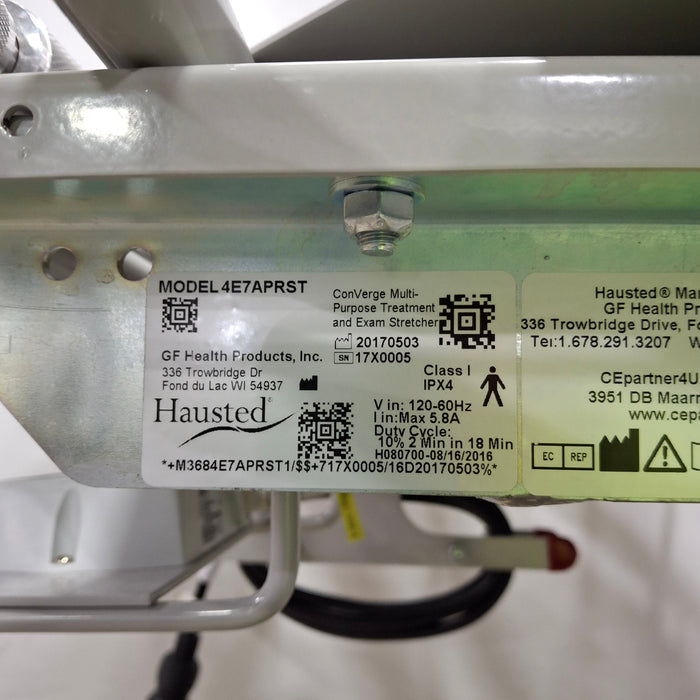 MODEL 4E7APRST
ConVerge Multi-
Purpose Treatment
and Exam Stretcher
20170503
SN 17X0005
GF Health Products, Inc.
336 Trowbridge Dr
Fond du Lac WI 54937
Class I
IPX4
Hausted®
V in: 120-60Hz
I in:Max 5.8A
Duty Cycle:
10% 2 Min in 18 Min
H080700-08/16/2016
*+M3684E7APRST1/$$+717X0005/16D20170503%*
Hausted® Mar
GF Health Pr
336 Trowbridge Drive, Fo
Tel:1.678.291.3207 W
CEpartner4U
3951 DB Maarn
www.cepa
EC REP